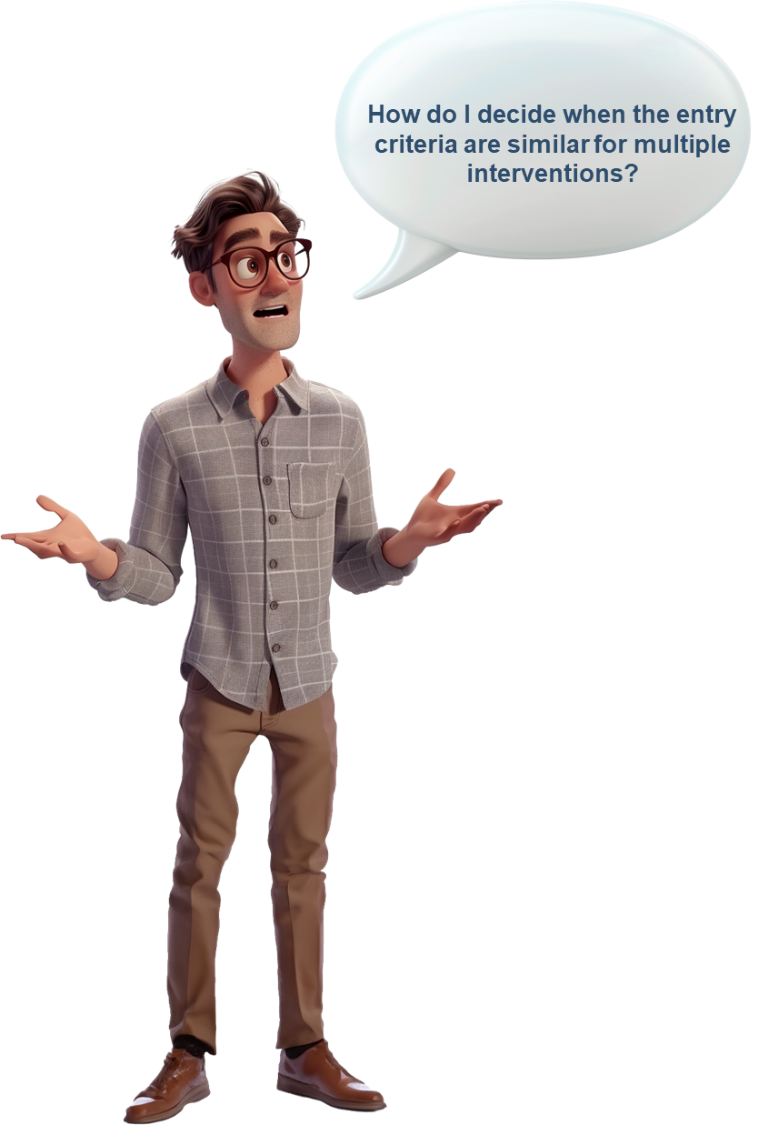 How do I decide when the entry
criteria are similar for multiple
interventions?